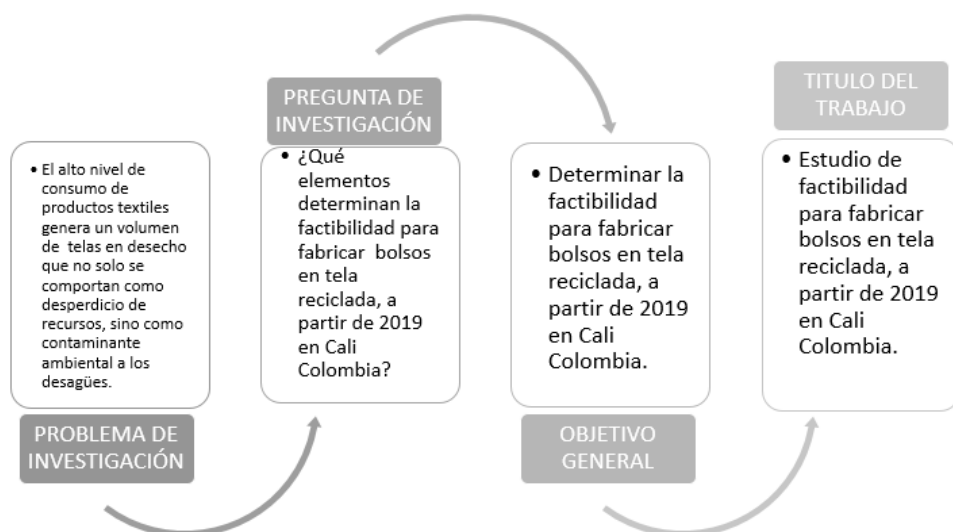 • El alto nivel de
consumo de
productos textiles
genera un volumen
de telas en desecho
que no solo se
comportan como
desperdicio de
recursos, sino como
contaminante
ambiental a los
desagües.
PROBLEMA DE
INVESTIGACIÓN
PREGUNTA DE
INVESTIGACIÓN
• ¿Qué
elementos
determinan la
factibilidad para
fabricar bolsos
en tela
reciclada, a
partir de 2019
en Cali
Colombia?
• Determinar la
factibilidad
para fabricar
bolsos en tela
reciclada, a
partir de 2019
en Cali
Colombia.
OBJETIVO
GENERAL
TITULO DEL
TRABAJO
• Estudio de
factibilidad
para fabricar
bolsos en tela
reciclada, a
partir de 2019
en Cali
Colombia.